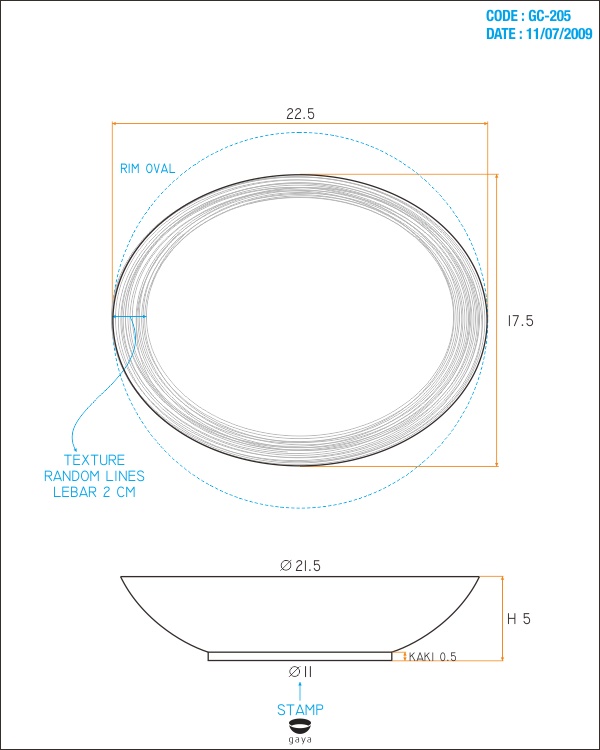 CODE : GC-205
DATE : 11/07/2009
22.5
RIM OVAL
17.5
TEXTURE
RANDOM LINES
LEBAR 2 CM
Ø 21.5
H 5
KAKI 0.5
Ø 11
STAMP
gaya